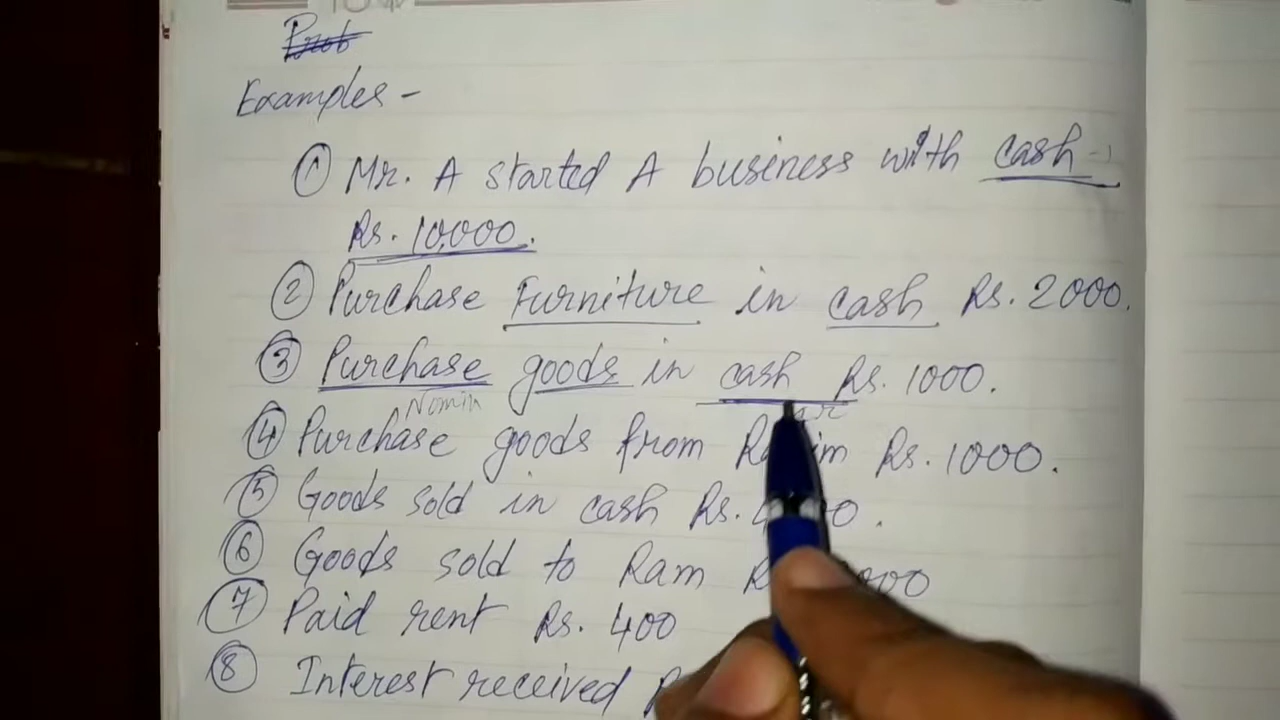 Examples -
① Mr. A started A business with cash
Rs. 10,000.
② Purchase Furniture in cash Rs. 2000.
③ Purchase goods in cash Rs. 1000.
Nomin
④ Purchase goods from Rs. 1000.
⑤ Goods sold in cash Rs.
⑥ Goods sold to Ram
⑦ Paid rent Rs. 400
⑧ Interest received